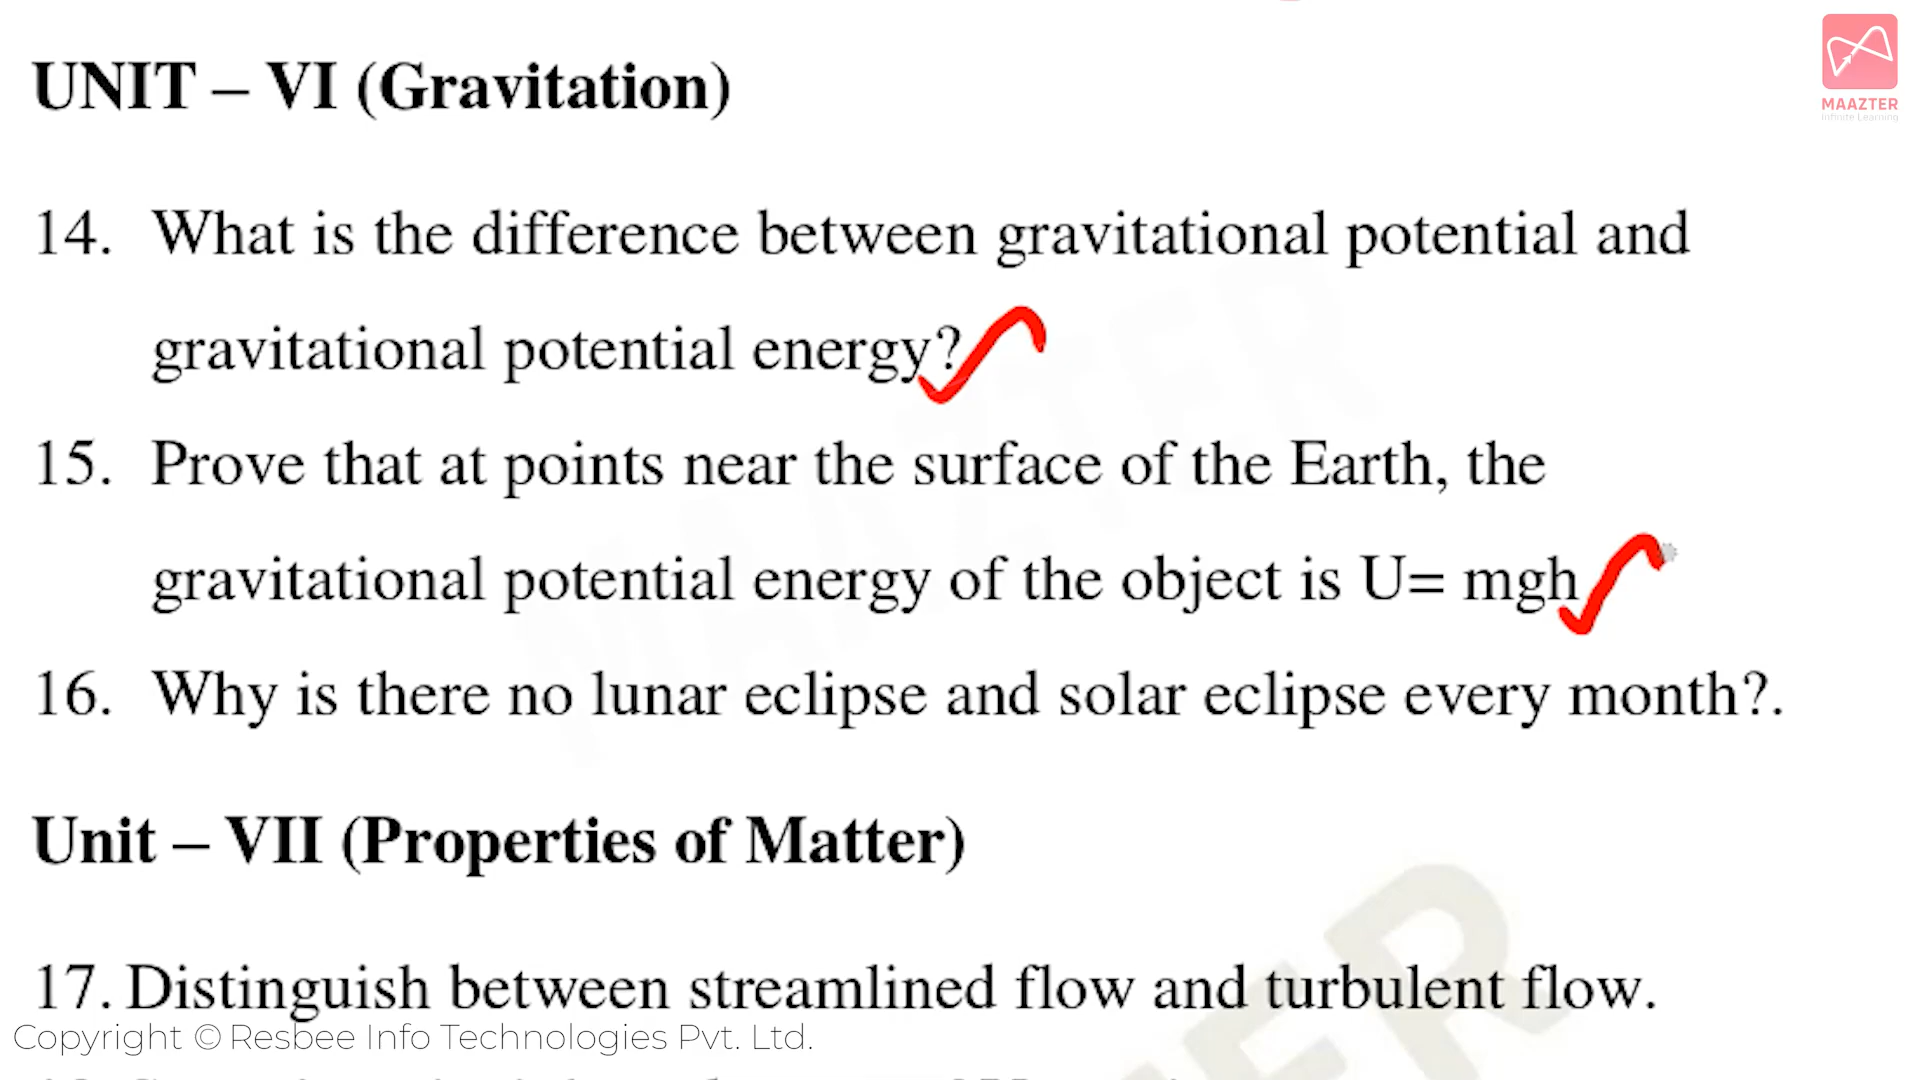 MAAZTER
Infinite Learning
UNIT – VI (Gravitation)
14. What is the difference between gravitational potential and
gravitational potential energy?
15. Prove that at points near the surface of the Earth, the
gravitational potential energy of the object is U= mgh
16. Why is there no lunar eclipse and solar eclipse every month?.
Unit – VII (Properties of Matter)
17. Distinguish between streamlined flow and turbulent flow.
Copyright © Resbee Info Technologies Pvt. Ltd.
MAAZTER